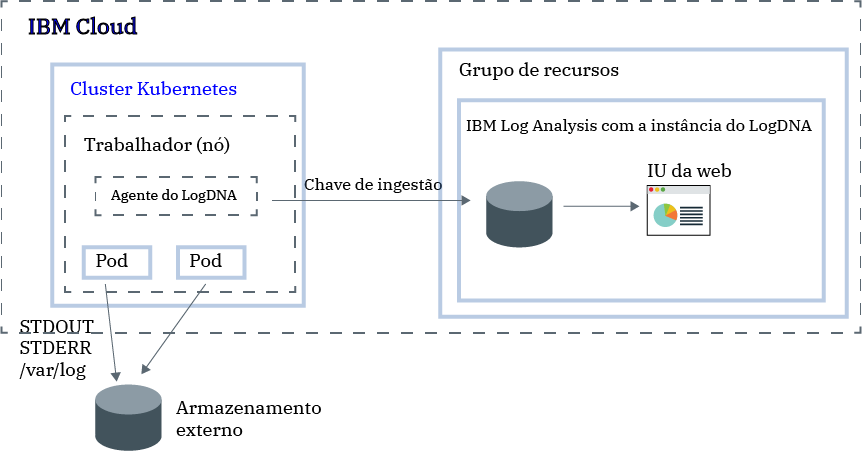 IBM Cloud
Cluster Kubernetes
Trabalhador (nó)
Agente do LogDNA
Pod
Pod
Chave de ingestão
Grupo de recursos
IBM Log Analysis com a instância do LogDNA
IU da web
STDOUT
STDERR
/var/log
Armazenamento
externo